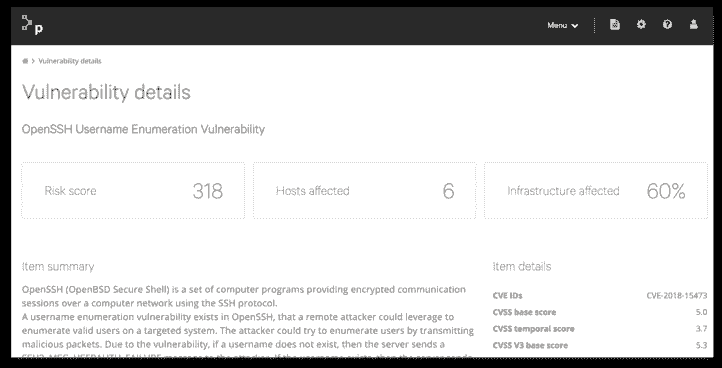 p
Menu
Vulnerability details
Vulnerability details
OpenSSH Username Enumeration Vulnerability
Risk score 318
Hosts affected 6
Infrastructure affected 60%
Item summary
OpenSSH (OpenBSD Secure Shell) is a set of computer programs providing encrypted communication
sessions over a computer network using the SSH protocol.
A username enumeration vulnerability exists in OpenSSH, that a remote attacker could leverage to
enumerate valid users on a targeted system. The attacker could try to enumerate users by transmitting
malicious packets. Due to the vulnerability, if a username does not exist, then the server sends a
Item details
CVE IDs CVE-2018-15473
CVSS base score 5.0
CVSS temporal score 3.7
CVSS V3 base score 5.3